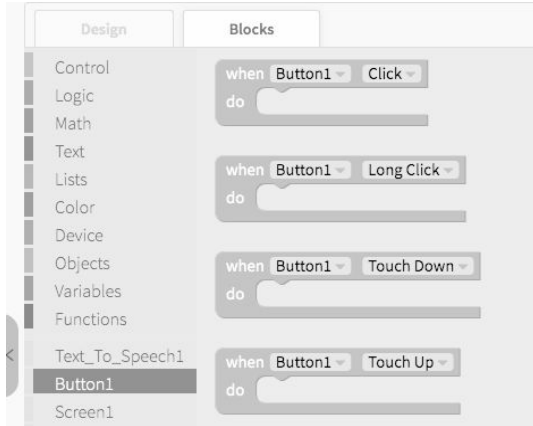 Design
Blocks
Control
Logic
Math
Text
Lists
Color
Device
Objects
Variables
Functions
Text_To_Speech1
Button1
Screen1
when Button1 Click
do
when Button1 Long Click
do
when Button1 Touch Down
do
when Button1 Touch Up
do